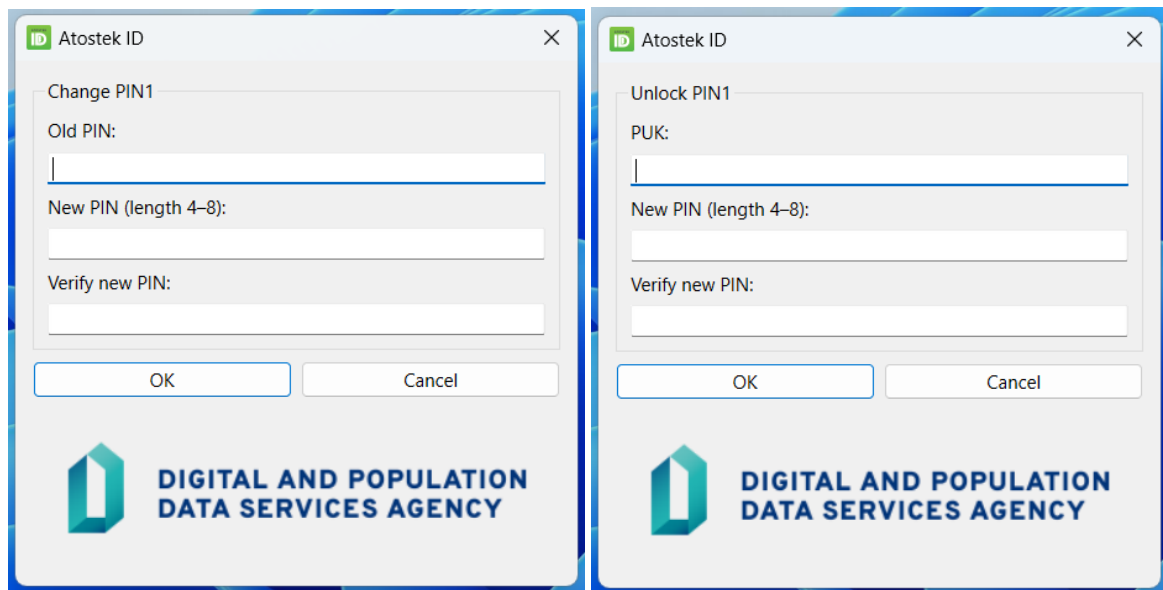 Atostek ID
Change PIN1
Old PIN:
New PIN (length 4–8):
Verify new PIN:
OK Cancel
DIGITAL AND POPULATION
DATA SERVICES AGENCY
Atostek ID
Unlock PIN1
PUK:
New PIN (length 4–8):
Verify new PIN:
OK Cancel
DIGITAL AND POPULATION
DATA SERVICES AGENCY